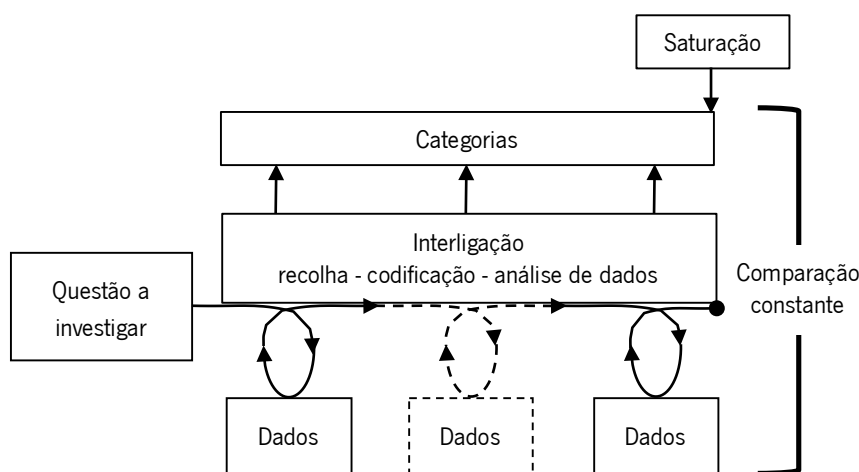 Saturação
Categorias
Interligação
recolha - codificação - análise de dados
Questão a
investigar
Comparação
constante
Dados
Dados
Dados